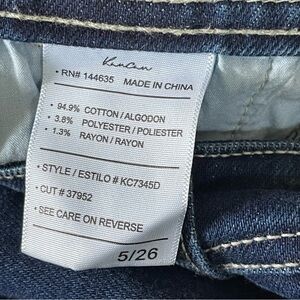 KanCan
• RN# 144635 MADE IN CHINA
• 94.9% COTTON / ALGODON
• 3.8% POLYESTER / POLIESTER
• 1.3% RAYON / RAYON
• STYLE / ESTILO # KC7345D
• CUT # 37952
• SEE CARE ON REVERSE
5/26